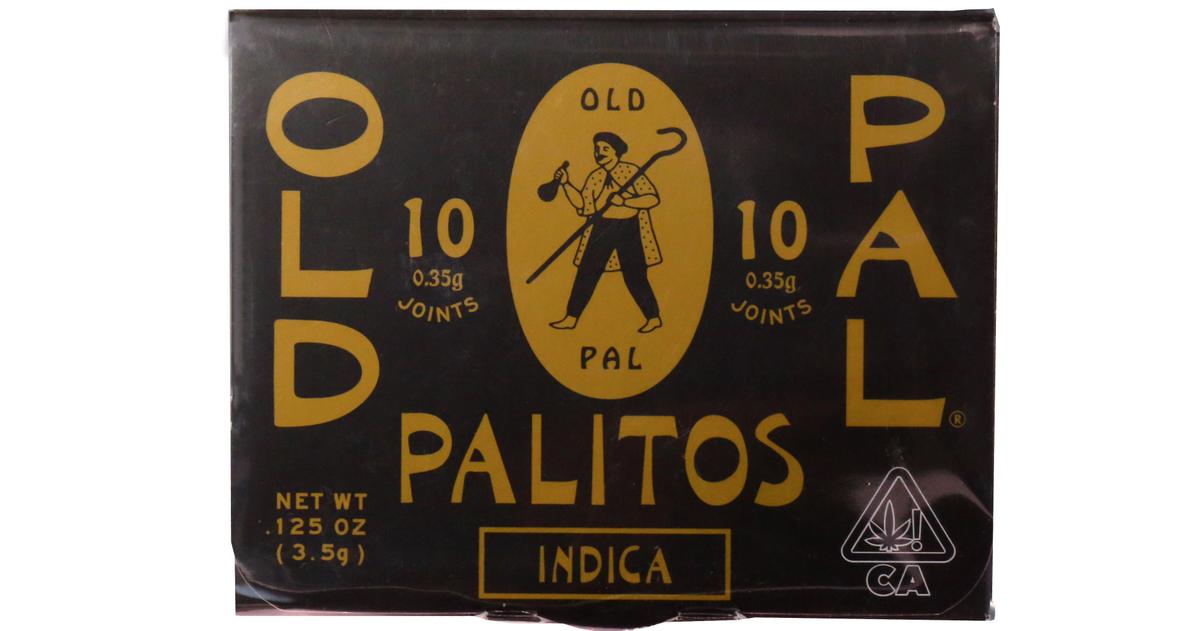 OLD
PAL®
OLD
PAL
10
0.35g
JOINTS
10
0.35g
JOINTS
PALITOS
INDICA
NET WT
.125 OZ
(3.5g)
!
CA